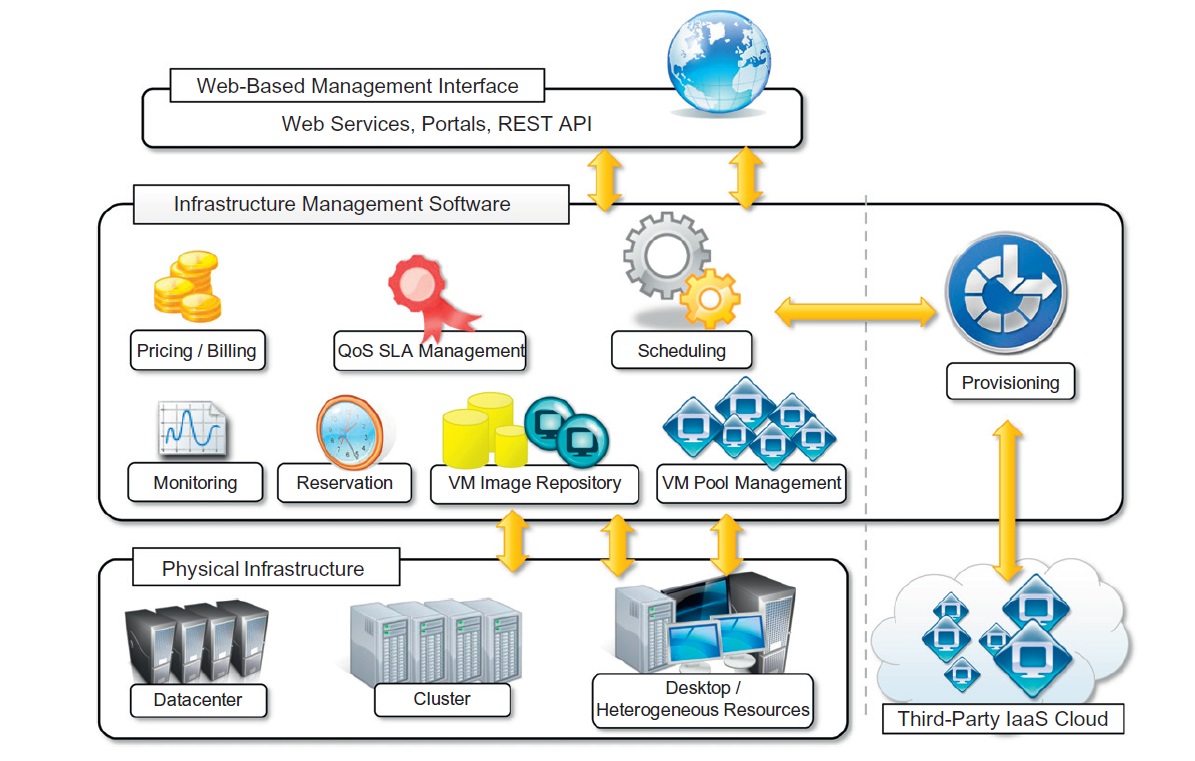 Web-Based Management Interface
Web Services, Portals, REST API
Infrastructure Management Software
Pricing / Billing
QoS SLA Management
Scheduling
Provisioning
Monitoring
Reservation
VM Image Repository
VM Pool Management
Physical Infrastructure
Datacenter
Cluster
Desktop /
Heterogeneous Resources
Third-Party IaaS Cloud